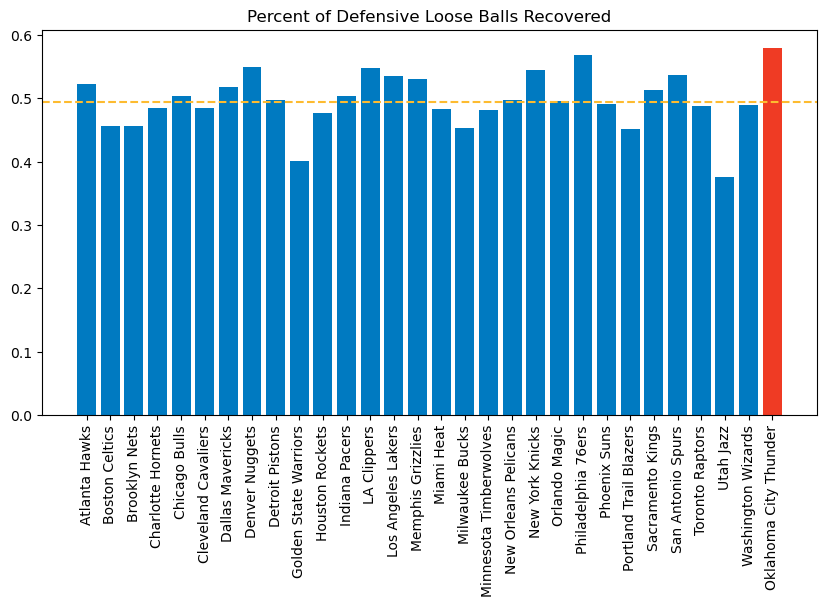 Percent of Defensive Loose Balls Recovered
0.6
0.5
0.4
0.3
0.2
0.1
0.0
Atlanta Hawks
Boston Celtics
Brooklyn Nets
Charlotte Hornets
Chicago Bulls
Cleveland Cavaliers
Dallas Mavericks
Denver Nuggets
Detroit Pistons
Golden State Warriors
Houston Rockets
Indiana Pacers
LA Clippers
Los Angeles Lakers
Memphis Grizzlies
Miami Heat
Milwaukee Bucks
Minnesota Timberwolves
New Orleans Pelicans
New York Knicks
Orlando Magic
Philadelphia 76ers
Phoenix Suns
Portland Trail Blazers
Sacramento Kings
San Antonio Spurs
Toronto Raptors
Utah Jazz
Washington Wizards
Oklahoma City Thunder